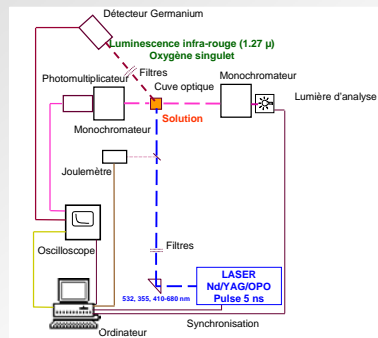 Détecteur Germanium
Luminescence infra-rouge (1.27 µ)
Oxygène singulet
Filtres
Photomultiplicateur
Cuve optique
Monochromateur
Lumière d'analyse
Solution
Monochromateur
Joulemètre
Oscilloscope
Filtres
LASER
Nd/YAG/OPO
Pulse 5 ns
532, 355, 410-680 nm
Synchronisation
Ordinateur